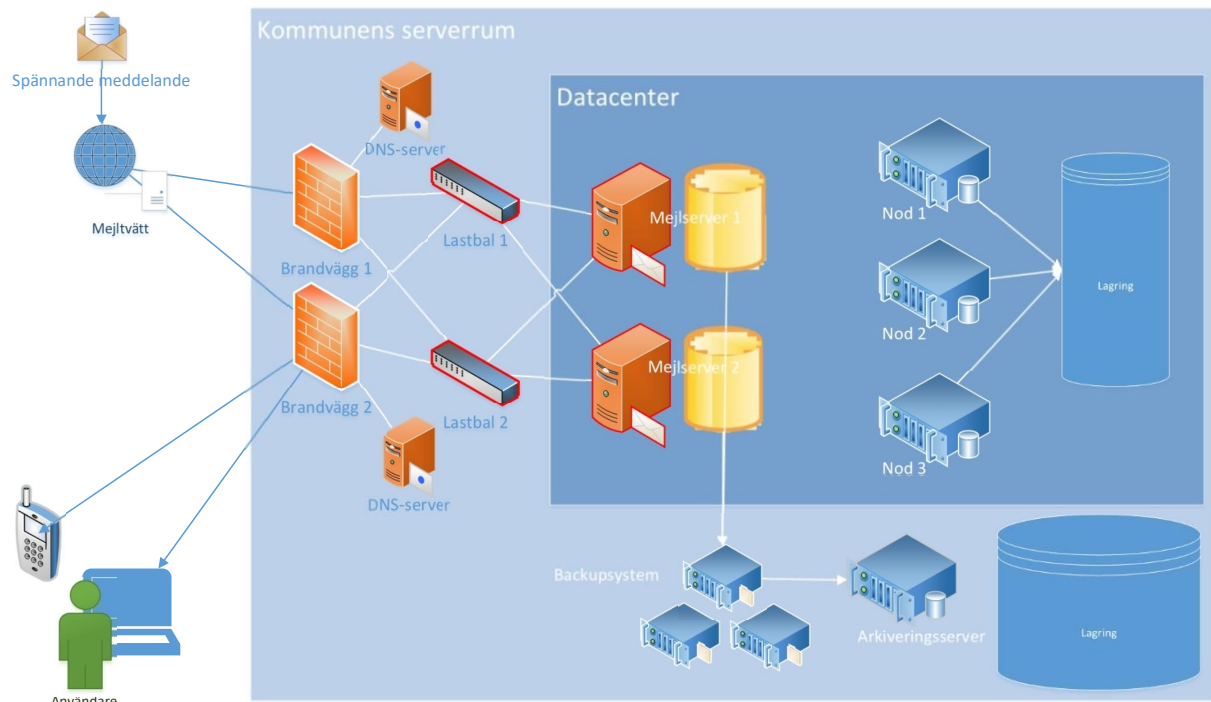 Kommunens serverrum
Spännande meddelande
Datacenter
DNS-server
Mejltvätt
Brandvägg 1
Lastbal 1
Mejlserver 1
Nod 1
Lagring
Nod 2
Brandvägg 2
Lastbal 2
Mejlserver 2
Nod 3
DNS-server
Backupsystem
Arkiveringsserver
Lagring
Användare